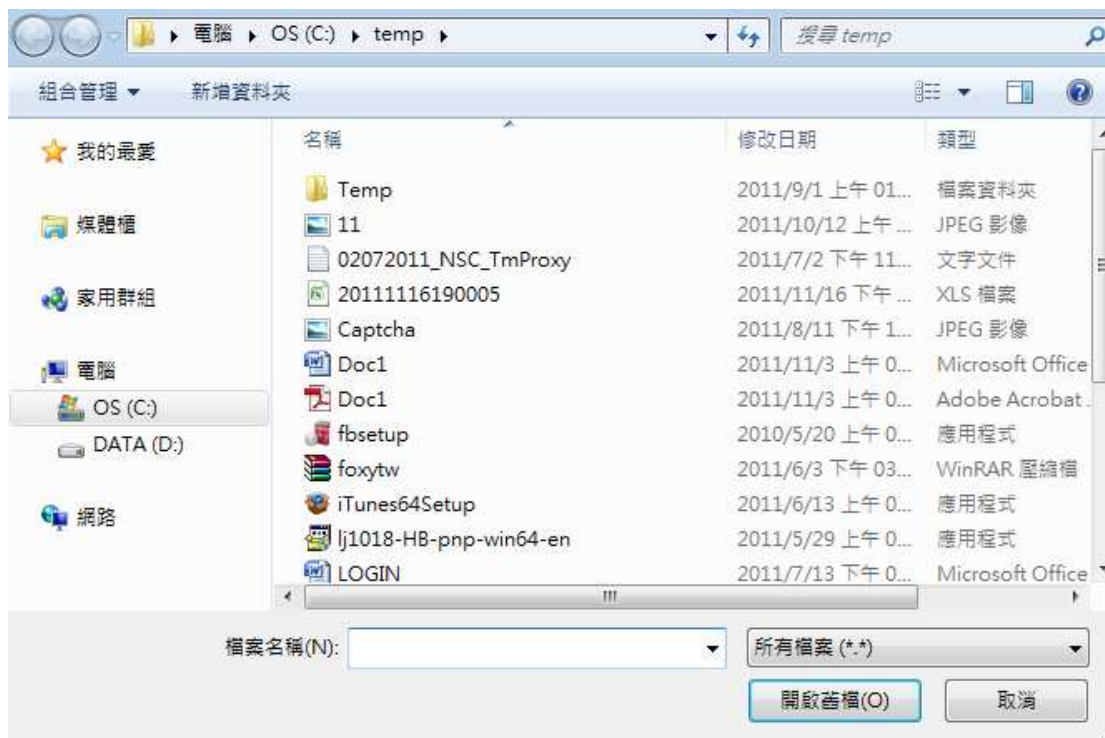 電腦 OS (C:) temp 搜尋 temp
組合管理 新增資料夾
我的最愛
媒體櫃
家用群組
電腦
OS (C:)
DATA (D:)
網路
名稱 修改日期 類型
Temp 2011/9/1 上午 01... 檔案資料夾
11 2011/10/12 上午 ... JPEG 影像
02072011_NSC_TmProxy 2011/7/2 下午 11... 文字文件
20111116190005 2011/11/16 下午 ... XLS 檔案
Captcha 2011/8/11 下午 1... JPEG 影像
Doc1 2011/11/3 上午 0... Microsoft Office
Doc1 2011/11/3 上午 0... Adobe Acrobat .
fbsetup 2010/5/20 上午 0... 應用程式
foxytw 2011/6/3 下午 03... WinRAR 壓縮檔
iTunes64Setup 2011/6/13 上午 0... 應用程式
lj1018-HB-pnp-win64-en 2011/5/29 上午 0... 應用程式
LOGIN 2011/7/13 下午 0... Microsoft Office
檔案名稱(N): 所有檔案 (*.*)
開啟舊檔(O) 取消